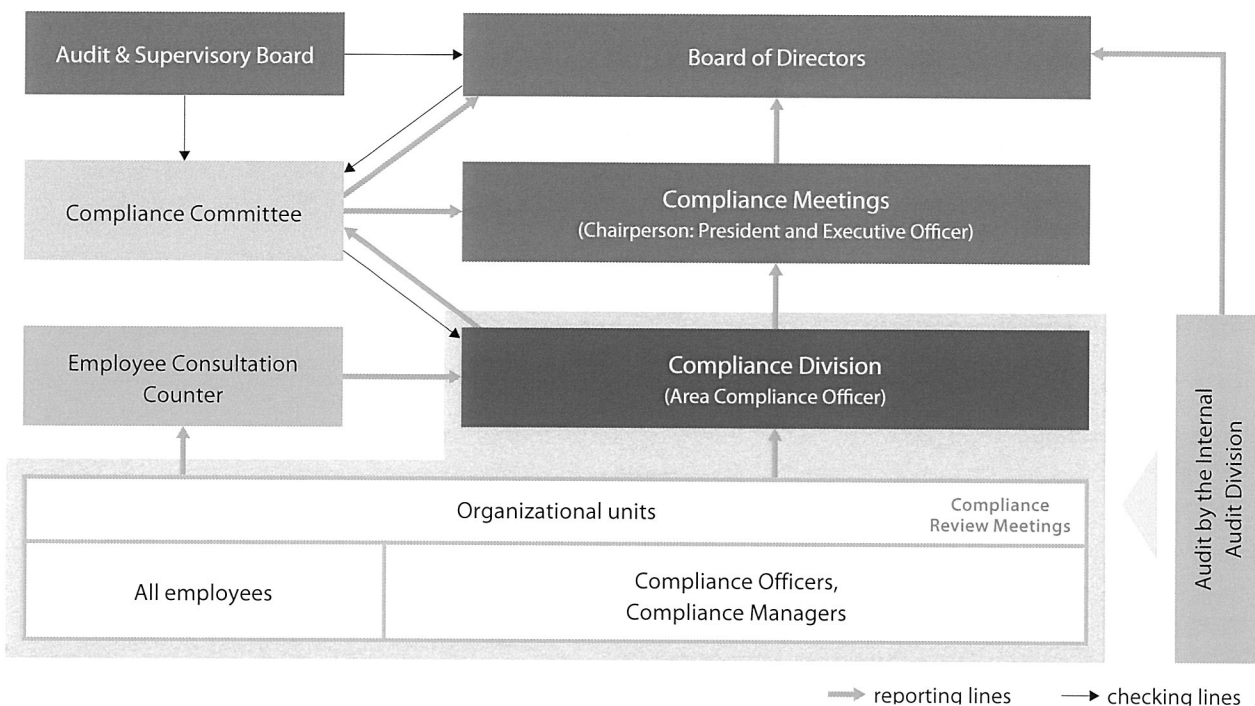 Audit & Supervisory Board
Board of Directors
Compliance Committee
Compliance Meetings
(Chairperson: President and Executive Officer)
Employee Consultation
Counter
Compliance Division
(Area Compliance Officer)
Organizational units
Compliance
Review Meetings
All employees
Compliance Officers,
Compliance Managers
Audit by the Internal
Audit Division
reporting lines
checking lines